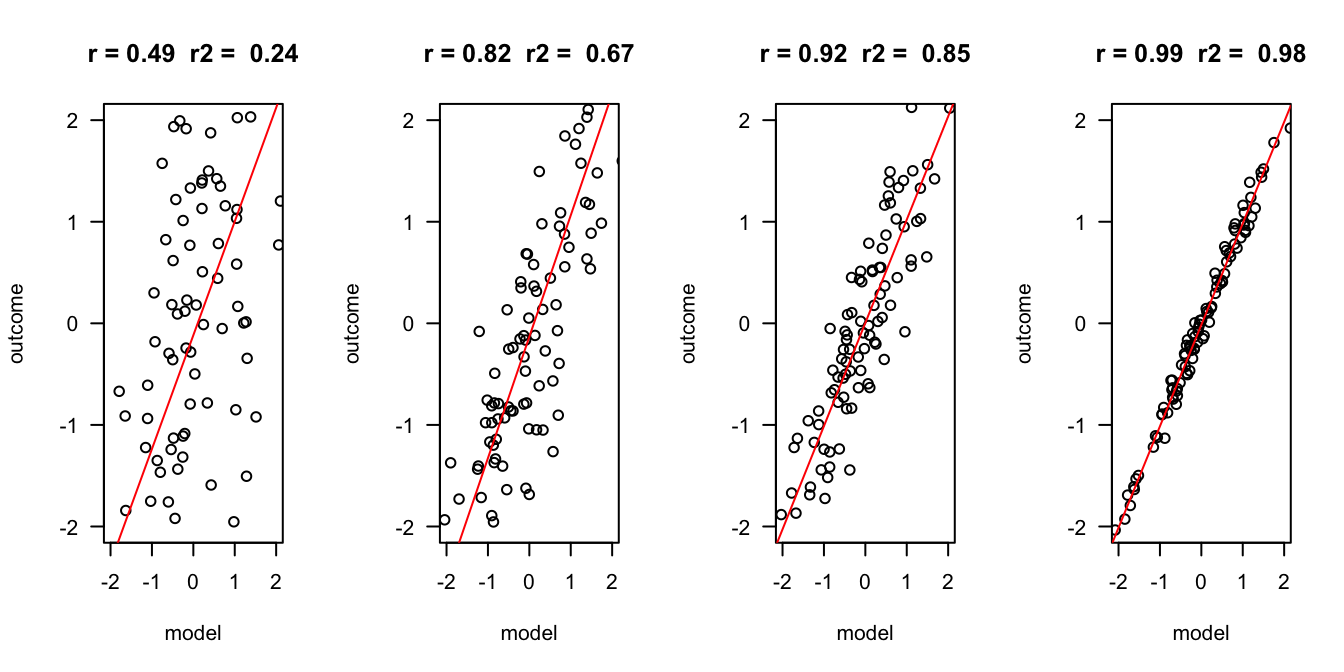 r = 0.49  r2 =  0.24
outcome
2
1
0
-1
-2
-2 -1 0 1 2
model
r = 0.82  r2 =  0.67
outcome
2
1
0
-1
-2
-2 -1 0 1 2
model
r = 0.92  r2 =  0.85
outcome
2
1
0
-1
-2
-2 -1 0 1 2
model
r = 0.99  r2 =  0.98
outcome
2
1
0
-1
-2
-2 -1 0 1 2
model